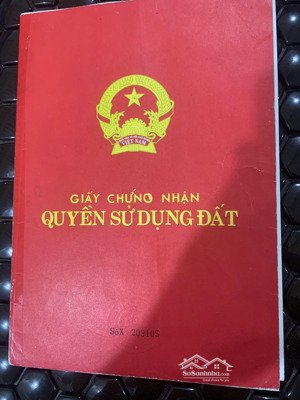 VIỆT NAM
GIẤY CHỨNG NHẬN
QUYỀN SỬ DỤNG ĐẤT
SoSanhnha.com